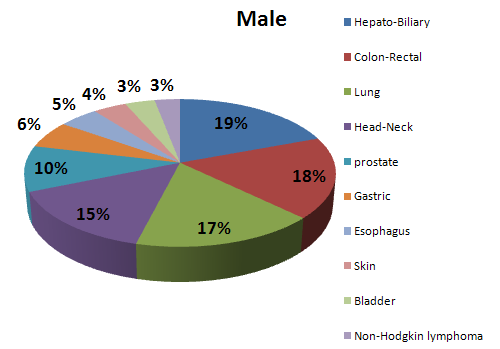 Male
3%
3%
4%
5%
6%
10%
15%
17%
18%
19%
Hepato-Biliary
Colon-Rectal
Lung
Head-Neck
prostate
Gastric
Esophagus
Skin
Bladder
Non-Hodgkin lymphoma